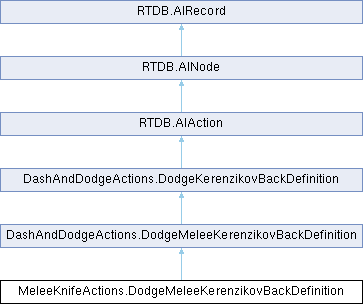 RTDB.AIRecord
RTDB.AINode
RTDB.AIAction
DashAndDodgeActions.DodgeKerenzikovBackDefinition
DashAndDodgeActions.DodgeMeleeKerenzikovBackDefinition
MeleeKnifeActions.DodgeMeleeKerenzikovBackDefinition